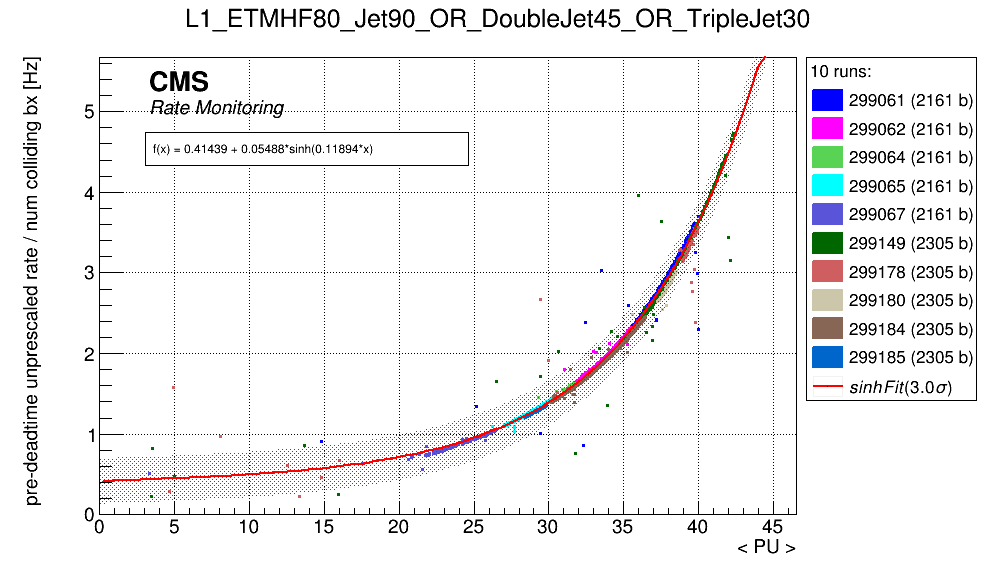 L1_ETMHF80_Jet90_OR_DoubleJet45_OR_TripleJet30
pre-deadtime unprescaled rate / num colliding bx [Hz]
CMS
Rate Monitoring
f(x) = 0.41439 + 0.05488*sinh(0.11894*x)
5
4
3
2
1
0
0 5 10 15 20 25 30 35 40 45
< PU >
10 runs:
299061 (2161 b)
299062 (2161 b)
299064 (2161 b)
299065 (2161 b)
299067 (2161 b)
299149 (2305 b)
299178 (2305 b)
299180 (2305 b)
299184 (2305 b)
299185 (2305 b)
sinhFit(3.0σ)